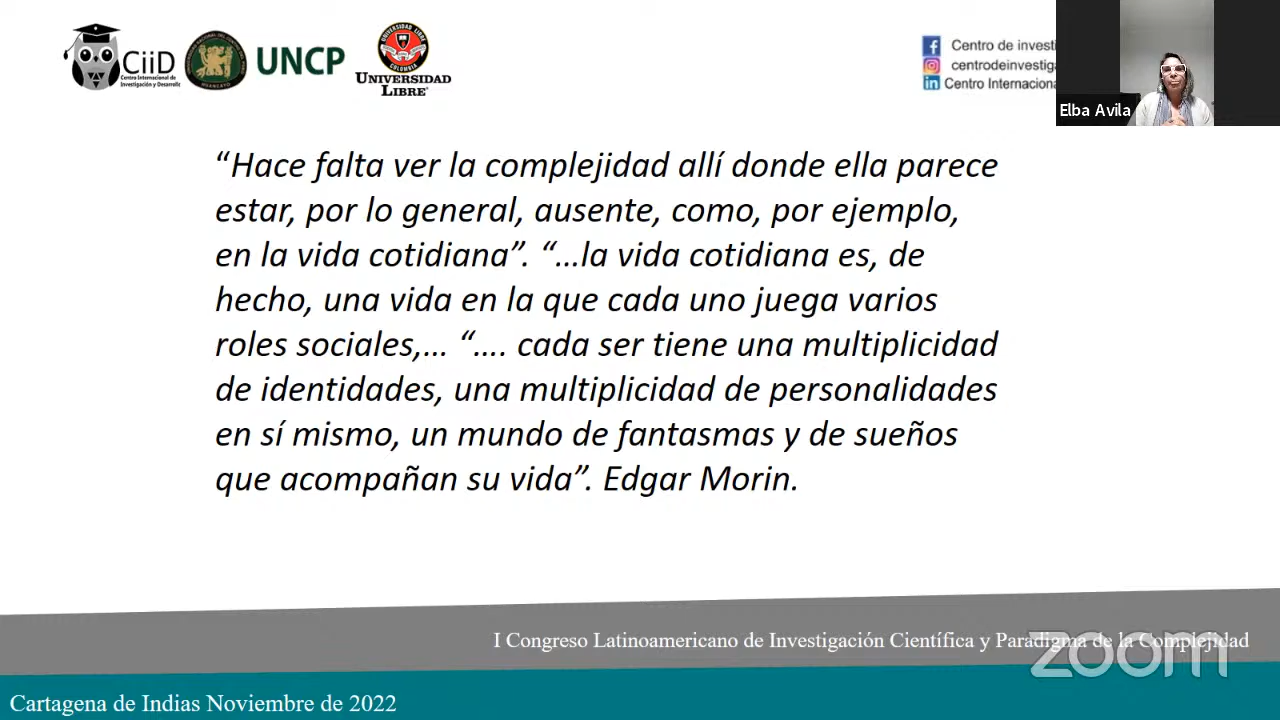 CiiD
Centro Internacional de
Investigación y Desarrollo
UNCP
UNIVERSIDAD
LIBRE
Centro de investi
centrodeinvestiga
Centro Internaciona
Elba Avila
“Hace falta ver la complejidad allí donde ella parece
estar, por lo general, ausente, como, por ejemplo,
en la vida cotidiana”. “…la vida cotidiana es, de
hecho, una vida en la que cada uno juega varios
roles sociales,… “…. cada ser tiene una multiplicidad
de identidades, una multiplicidad de personalidades
en sí mismo, un mundo de fantasmas y de sueños
que acompañan su vida”. Edgar Morin.
I Congreso Latinoamericano de Investigación Científica y Paradigma de la Complejidad
zoom
Cartagena de Indias Noviembre de 2022